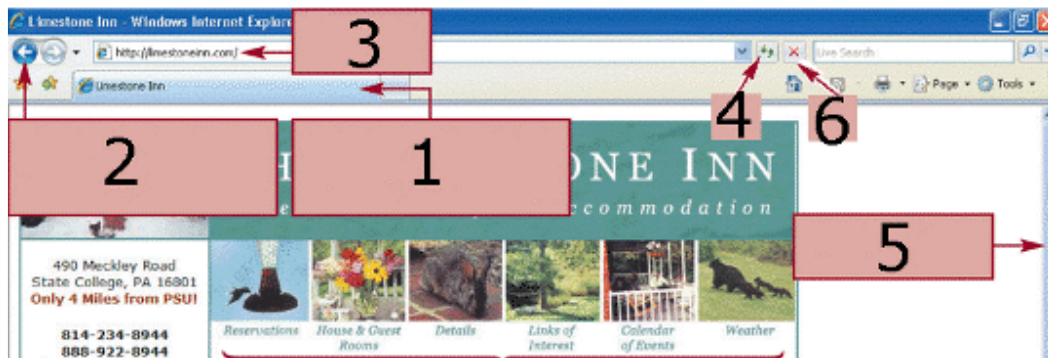 Limestone Inn - Windows Internet Explore
http://limestoneinn.com/
3
Live Search
Limestone Inn
Page
Tools
4
6
2
1
H
ONE INN
e
ccommodation
5
490 Meckley Road
State College, PA 16801
Only 4 Miles from PSU!
814-234-8944
888-922-8944
Reservations
House & Guest
Rooms
Details
Links of
Interest
Calendar
of Events
Weather